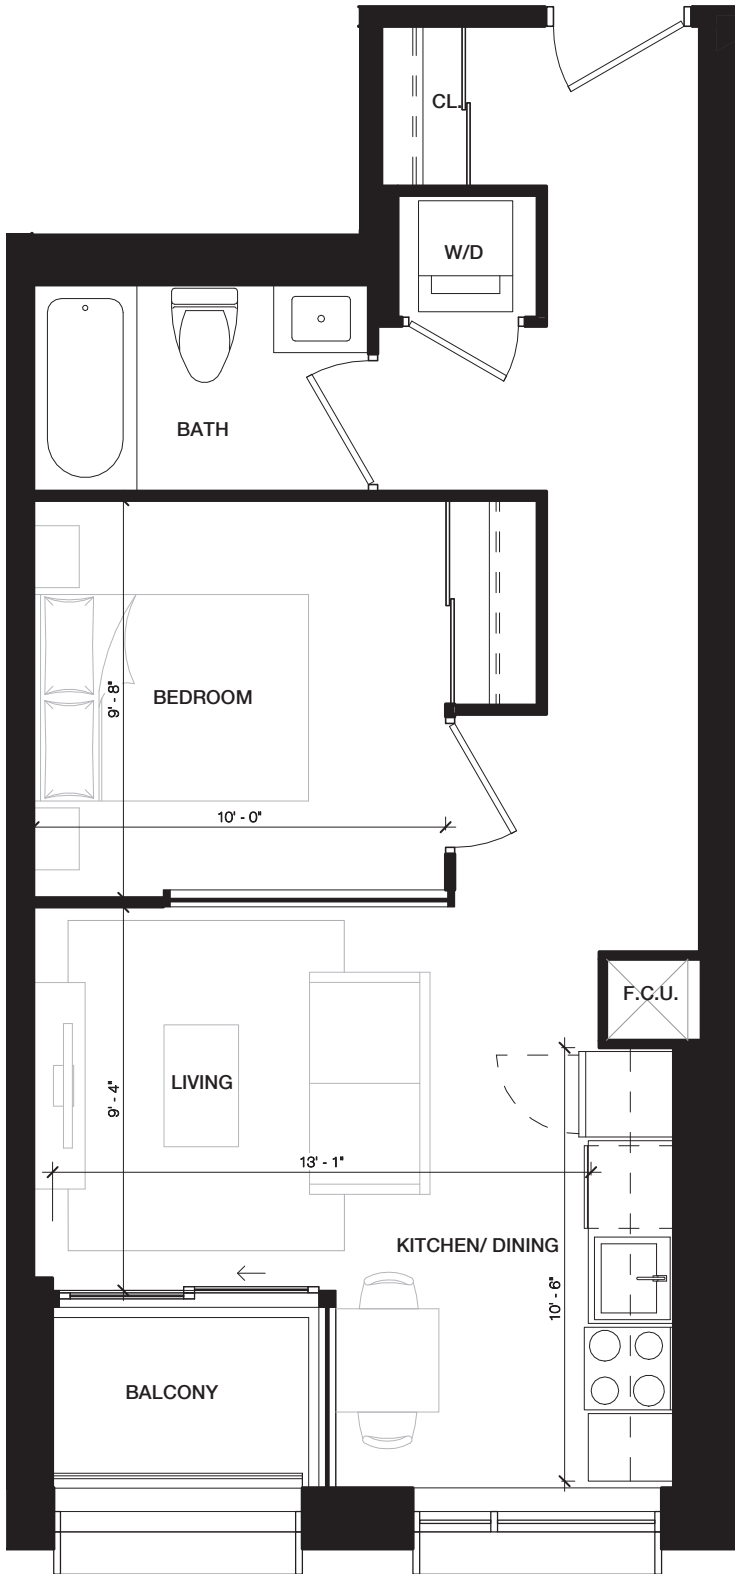 CL.
W/D
BATH
BEDROOM
9' - 8"
10' - 0"
F.C.U.
LIVING
9' - 4"
13' - 1"
KITCHEN/ DINING
10' - 6"
BALCONY